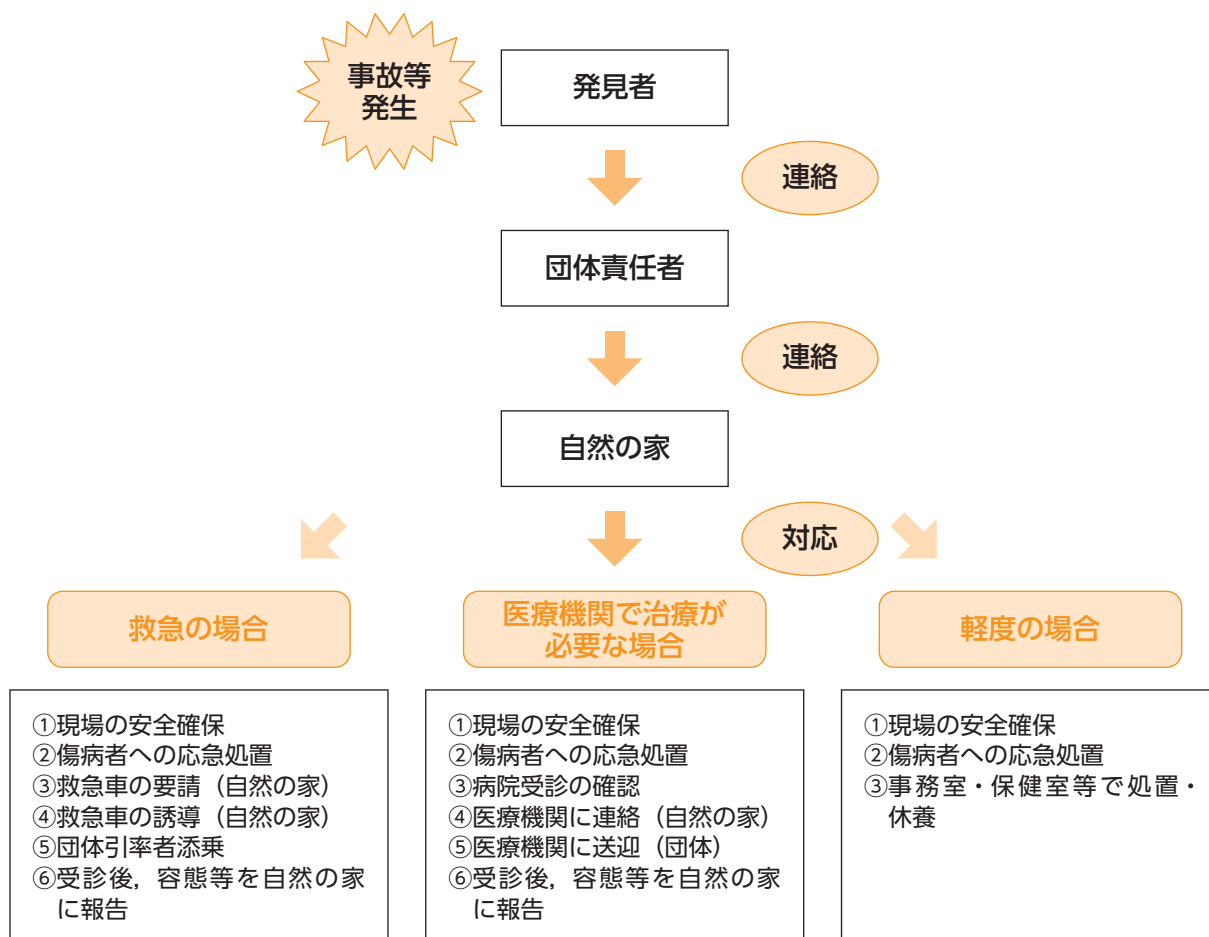 事故等
発生
発見者
連絡
団体責任者
連絡
自然の家
対応
救急の場合
①現場の安全確保
②傷病者への応急処置
③救急車の要請（自然の家）
④救急車の誘導（自然の家）
⑤団体引率者添乗
⑥受診後，容態等を自然の家
に報告
医療機関で治療が
必要な場合
①現場の安全確保
②傷病者への応急処置
③病院受診の確認
④医療機関に連絡（自然の家）
⑤医療機関に送迎（団体）
⑥受診後，容態等を自然の家
に報告
軽度の場合
①現場の安全確保
②傷病者への応急処置
③事務室・保健室等で処置・
休養